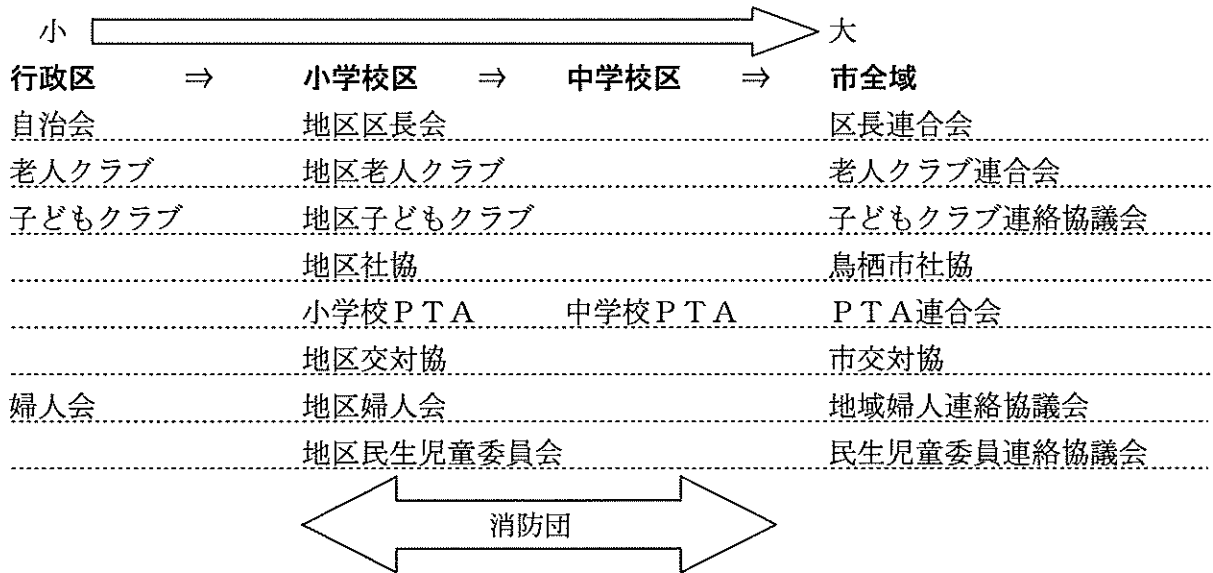 小 大
行政区 ⇒ 小学校区 ⇒ 中学校区 ⇒ 市全域
自治会 地区区長会 区長連合会
老人クラブ 地区老人クラブ 老人クラブ連合会
子どもクラブ 地区子どもクラブ 子どもクラブ連絡協議会
地区社協 鳥栖市社協
小学校ＰＴＡ 中学校ＰＴＡ ＰＴＡ連合会
地区交対協 市交対協
婦人会 地区婦人会 地域婦人連絡協議会
地区民生児童委員会 民生児童委員連絡協議会
消防団